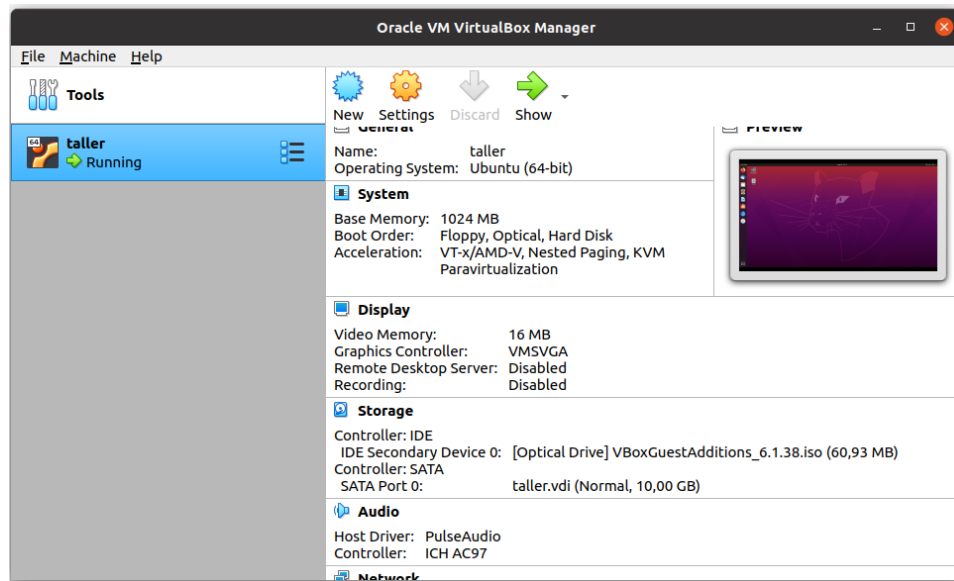 Oracle VM VirtualBox Manager
File Machine Help
Tools
New Settings Discard Show
64
taller
Running
General
Name: taller
Operating System: Ubuntu (64-bit)
Preview
System
Base Memory: 1024 MB
Boot Order: Floppy, Optical, Hard Disk
Acceleration: VT-x/AMD-V, Nested Paging, KVM
Paravirtualization
Display
Video Memory: 16 MB
Graphics Controller: VMSVGA
Remote Desktop Server: Disabled
Recording: Disabled
Storage
Controller: IDE
IDE Secondary Device 0: [Optical Drive] VBoxGuestAdditions_6.1.38.iso (60,93 MB)
Controller: SATA
SATA Port 0: taller.vdi (Normal, 10,00 GB)
Audio
Host Driver: PulseAudio
Controller: ICH AC97
Network